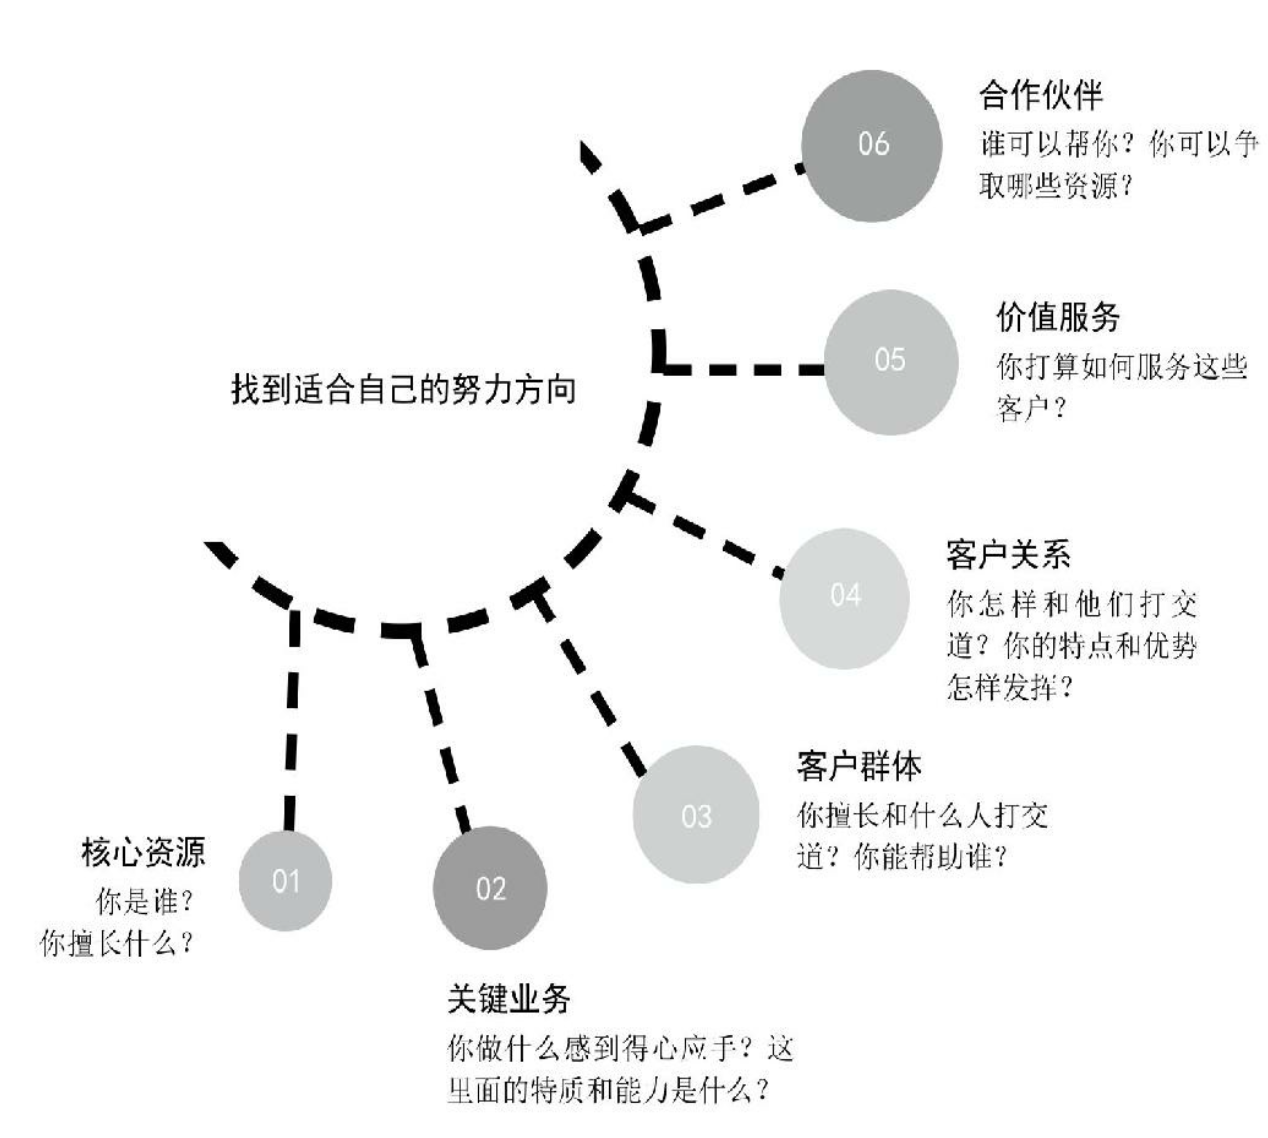 找到适合自己的努力方向
01
核心资源
你是谁？
你擅长什么？
02
关键业务
你做什么感到得心应手？这
里面的特质和能力是什么？
03
客户群体
你擅长和什么人打交
道？你能帮助谁？
04
客户关系
你怎样和他们打交
道？你的特点和优势
怎样发挥？
05
价值服务
你打算如何服务这些
客户？
06
合作伙伴
谁可以帮你？你可以争
取哪些资源？